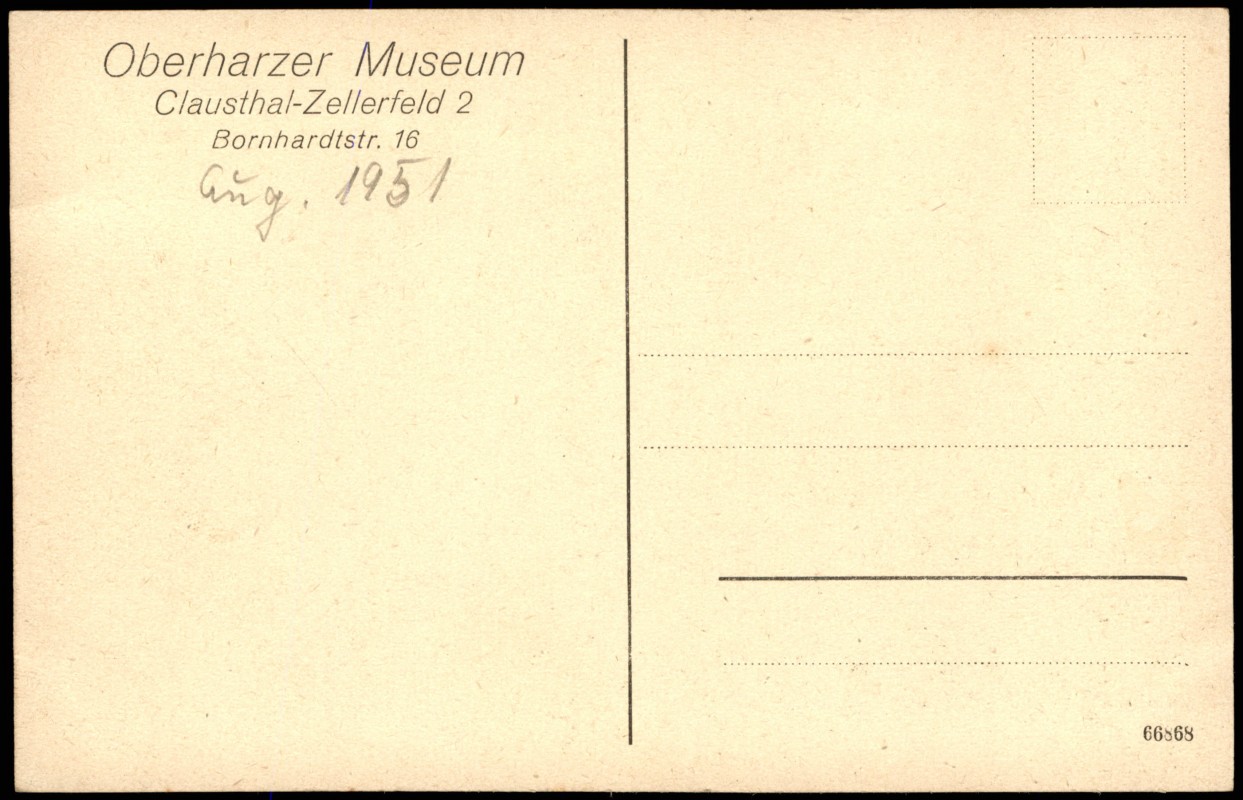 Oberharzer Museum
Clausthal-Zellerfeld 2
Bornhardtstr. 16
Aug. 1951
66868